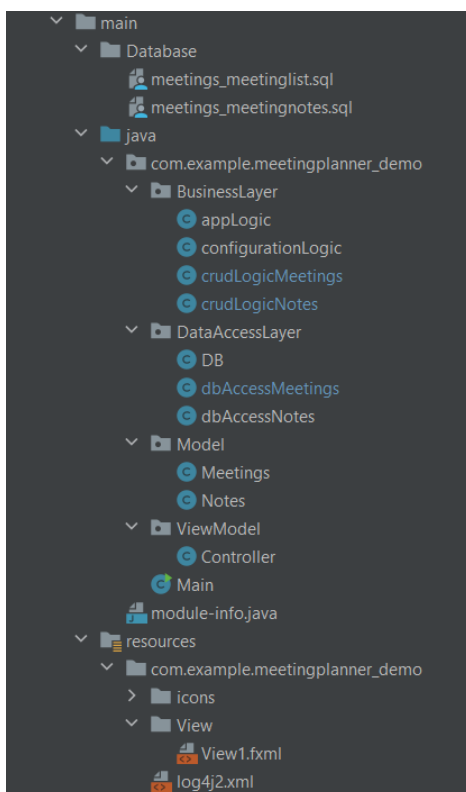 main
Database
meetings_meetinglist.sql
meetings_meetingnotes.sql
java
com.example.meetingplanner_demo
BusinessLayer
appLogic
configurationLogic
crudLogicMeetings
crudLogicNotes
DataAccessLayer
DB
dbAccessMeetings
dbAccessNotes
Model
Meetings
Notes
ViewModel
Controller
Main
module-info.java
resources
com.example.meetingplanner_demo
icons
View
View1.fxml
log4j2.xml